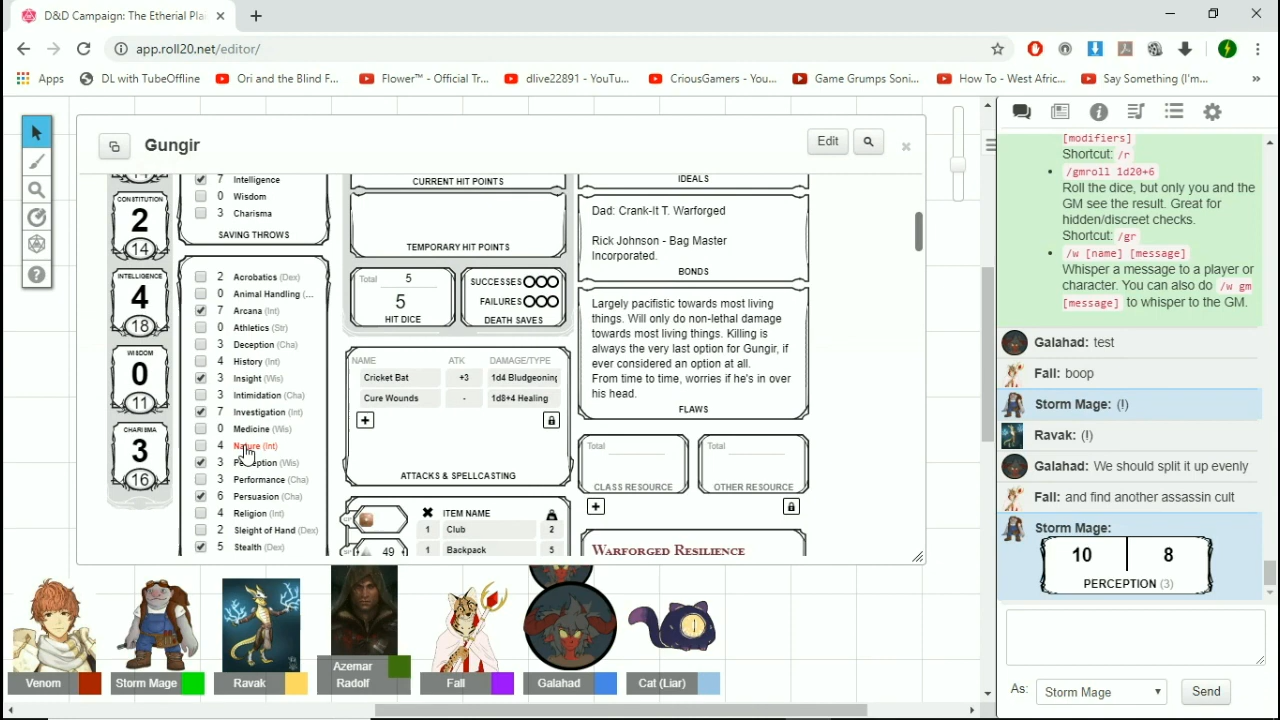 D&D Campaign: The Etherial Pla
app.roll20.net/editor/
Apps
DL with TubeOffline
Ori and the Blind F...
Flower™ - Official Tr...
dlive22891 - YouTu...
CriousGamers - You...
Game Grumps Soni...
How To - West Afric...
Say Something (I'm...
Gungir
Edit
CONSTITUTION
2
14
INTELLIGENCE
4
18
WISDOM
0
11
CHARISMA
3
16
7 Intelligence
0 Wisdom
3 Charisma
SAVING THROWS
2 Acrobatics (Dex)
0 Animal Handling (...
7 Arcana (Int)
0 Athletics (Str)
3 Deception (Cha)
4 History (Int)
3 Insight (Wis)
3 Intimidation (Cha)
7 Investigation (Int)
0 Medicine (Wis)
4 Nature (Int)
3 Perception (Wis)
3 Performance (Cha)
6 Persuasion (Cha)
4 Religion (Int)
2 Sleight of Hand (Dex)
5 Stealth (Dex)
CURRENT HIT POINTS
TEMPORARY HIT POINTS
Total 5
5
HIT DICE
SUCCESSES
FAILURES
DEATH SAVES
NAME ATK DAMAGE/TYPE
Cricket Bat +3 1d4 Bludgeoning
Cure Wounds - 1d8+4 Healing
ATTACKS & SPELLCASTING
ITEM NAME
1 Club 2
1 Backpack 5
49
IDEALS
Dad: Crank-It T. Warforged
Rick Johnson - Bag Master
Incorporated.
BONDS
Largely pacifistic towards most living
things. Will only do non-lethal damage
towards most living things. Killing is
always the very last option for Gungir, if
ever considered an option at all.
From time to time, worries if he's in over
his head.
FLAWS
Total
CLASS RESOURCE
Total
OTHER RESOURCE
WARFORGED RESILIENCE
[modifiers]
Shortcut: /r
/gmroll 1d20+6
Roll the dice, but only you and the
GM see the result. Great for
hidden/discreet checks.
Shortcut: /gr
/w [name] [message]
Whisper a message to a player or
character. You can also do /w gm
[message] to whisper to the GM.
Galahad: test
Fall: boop
Storm Mage: (!)
Ravak: (!)
Galahad: We should split it up evenly
Fall: and find another assassin cult
Storm Mage:
10 8
PERCEPTION (3)
As: Storm Mage
Send
Venom
Storm Mage
Ravak
Azemar
Radolf
Fall
Galahad
Cat (Liar)